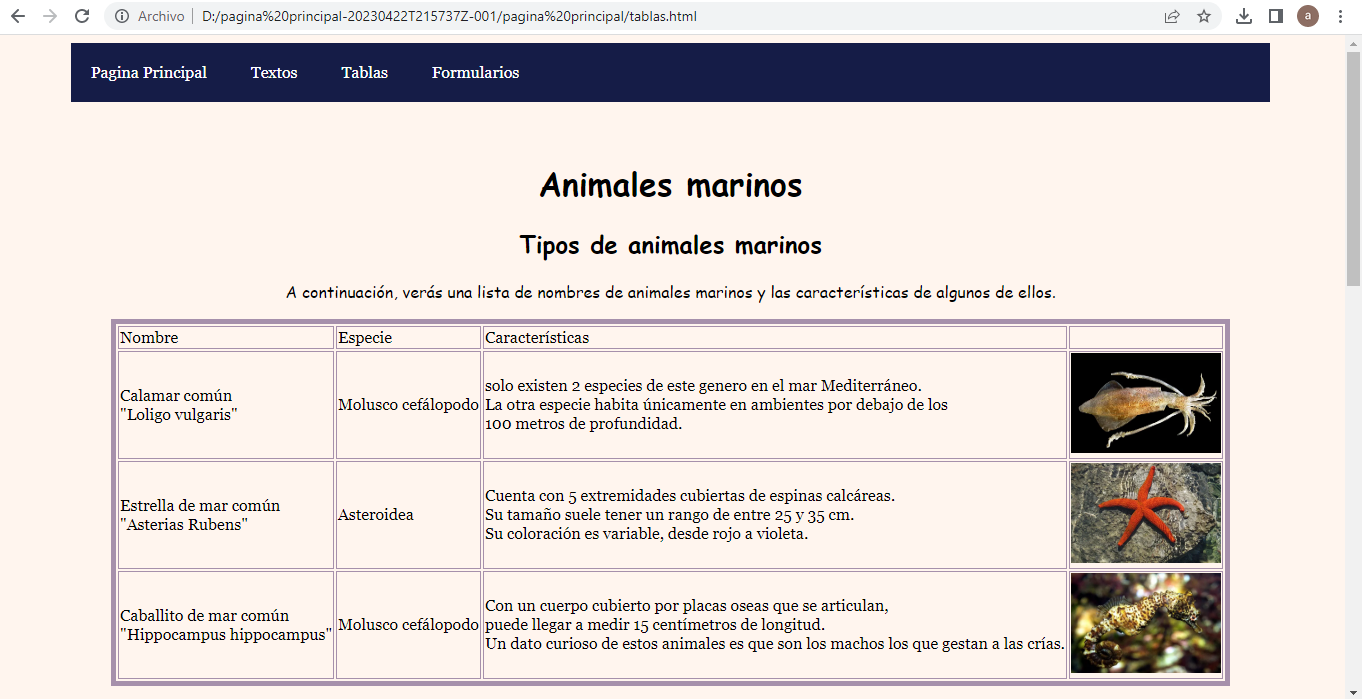 Archivo D:/pagina%20principal-20230422T215737Z-001/pagina%20principal/tablas.html
a
Pagina Principal Textos Tablas Formularios
Animales marinos
Tipos de animales marinos
A continuación, verás una lista de nombres de animales marinos y las características de algunos de ellos.
Nombre Especie Características
Calamar común
"Loligo vulgaris"
Molusco cefálopodo
solo existen 2 especies de este genero en el mar Mediterráneo.
La otra especie habita únicamente en ambientes por debajo de los
100 metros de profundidad.
Estrella de mar común
"Asterias Rubens"
Asteroidea
Cuenta con 5 extremidades cubiertas de espinas calcáreas.
Su tamaño suele tener un rango de entre 25 y 35 cm.
Su coloración es variable, desde rojo a violeta.
Caballito de mar común
"Hippocampus hippocampus"
Molusco cefálopodo
Con un cuerpo cubierto por placas oseas que se articulan,
puede llegar a medir 15 centímetros de longitud.
Un dato curioso de estos animales es que son los machos los que gestan a las crías.